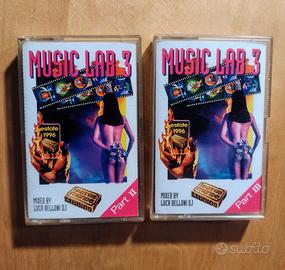 MUSIC LAB 3
estate
1996
MIXED BY
LUCA BELLONI DJ
Part II
MUSIC LAB 3
estate
1996
MIXED BY
LUCA BELLONI DJ
Part III
subito